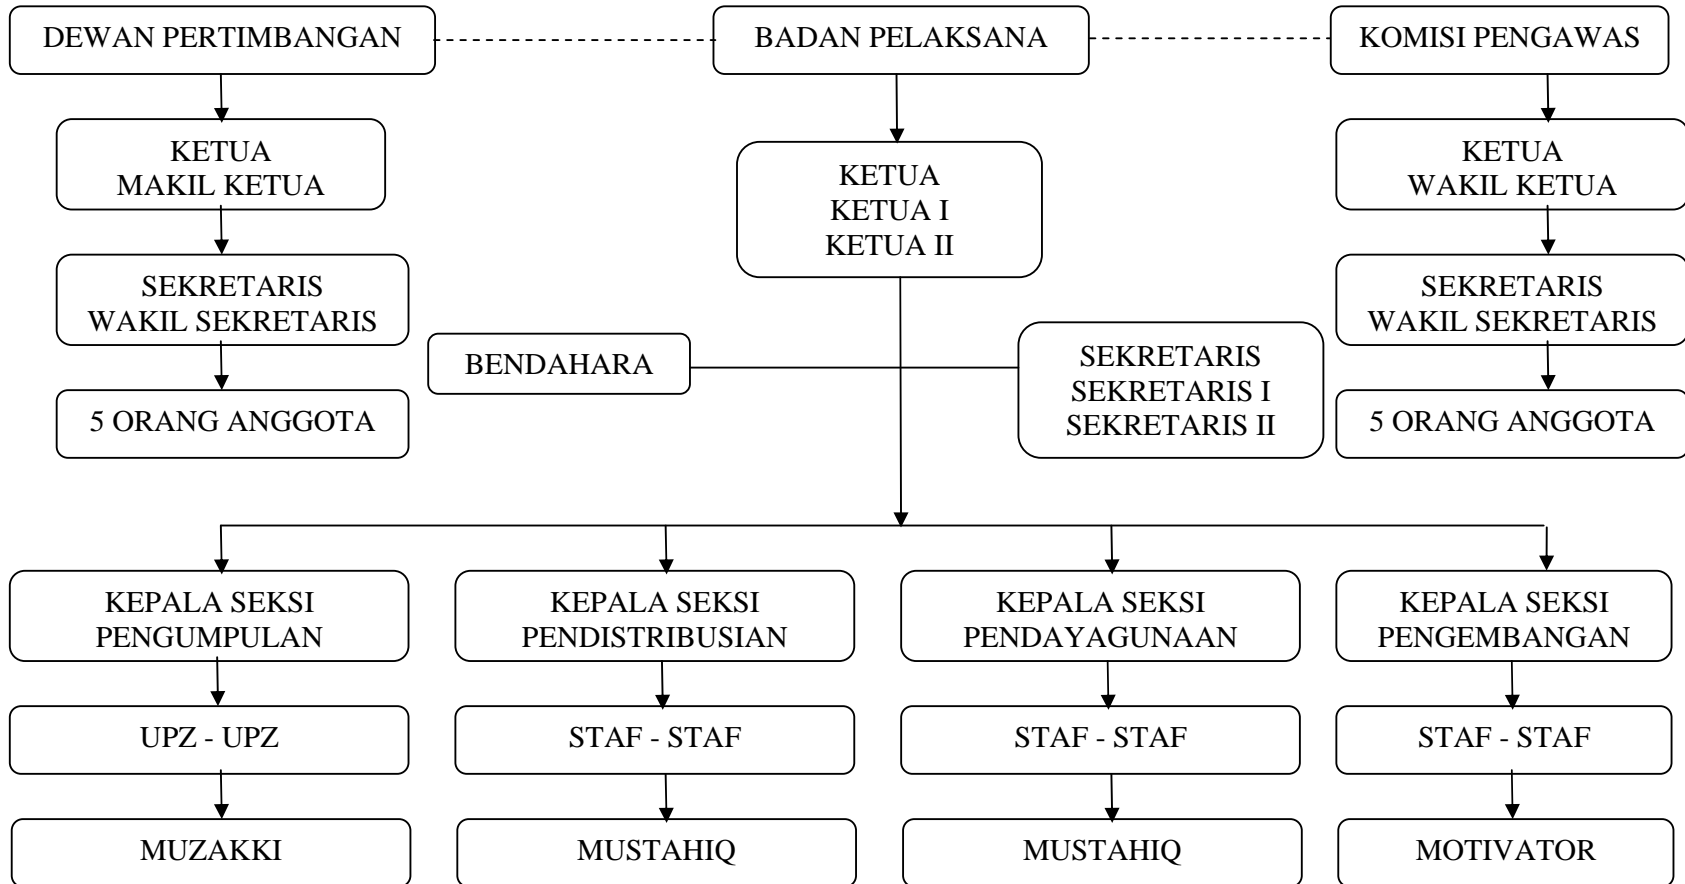 DEWAN PERTIMBANGAN
BADAN PELAKSANA
KOMISI PENGAWAS
KETUA
MAKIL KETUA
KETUA
KETUA I
KETUA II
KETUA
WAKIL KETUA
SEKRETARIS
WAKIL SEKRETARIS
SEKRETARIS
WAKIL SEKRETARIS
BENDAHARA
SEKRETARIS
SEKRETARIS I
SEKRETARIS II
5 ORANG ANGGOTA
5 ORANG ANGGOTA
KEPALA SEKSI
PENGUMPULAN
KEPALA SEKSI
PENDISTRIBUSIAN
KEPALA SEKSI
PENDAYAGUNAAN
KEPALA SEKSI
PENGEMBANGAN
UPZ - UPZ
STAF - STAF
STAF - STAF
STAF - STAF
MUZAKKI
MUSTAHIQ
MUSTAHIQ
MOTIVATOR